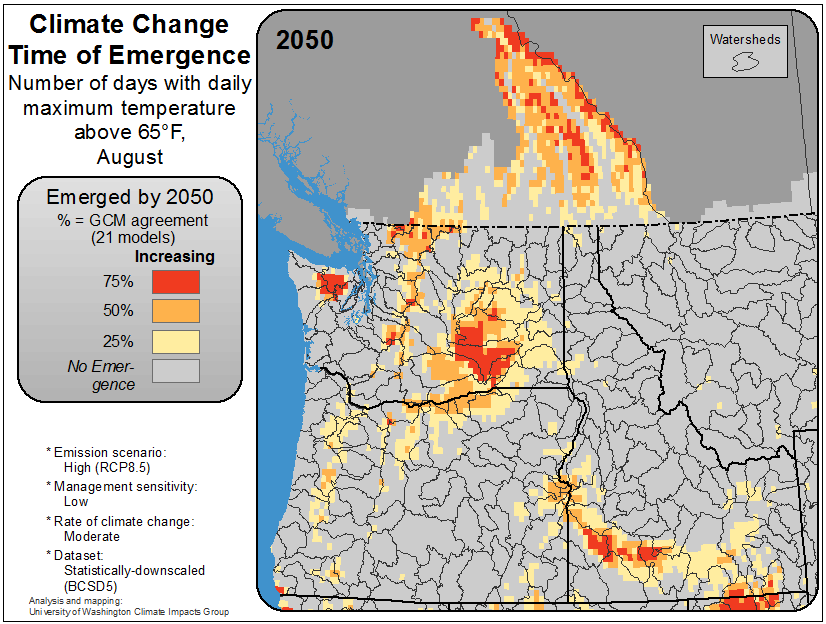 Climate Change
Time of Emergence
Number of days with daily
maximum temperature
above 65°F,
August
Emerged by 2050
% = GCM agreement
(21 models)
Increasing
75%
50%
25%
No Emer-
gence
* Emission scenario:
High (RCP8.5)
* Management sensitivity:
Low
* Rate of climate change:
Moderate
* Dataset:
Statistically-downscaled
(BCSD5)
Analysis and mapping:
University of Washington Climate Impacts Group
2050
Watersheds